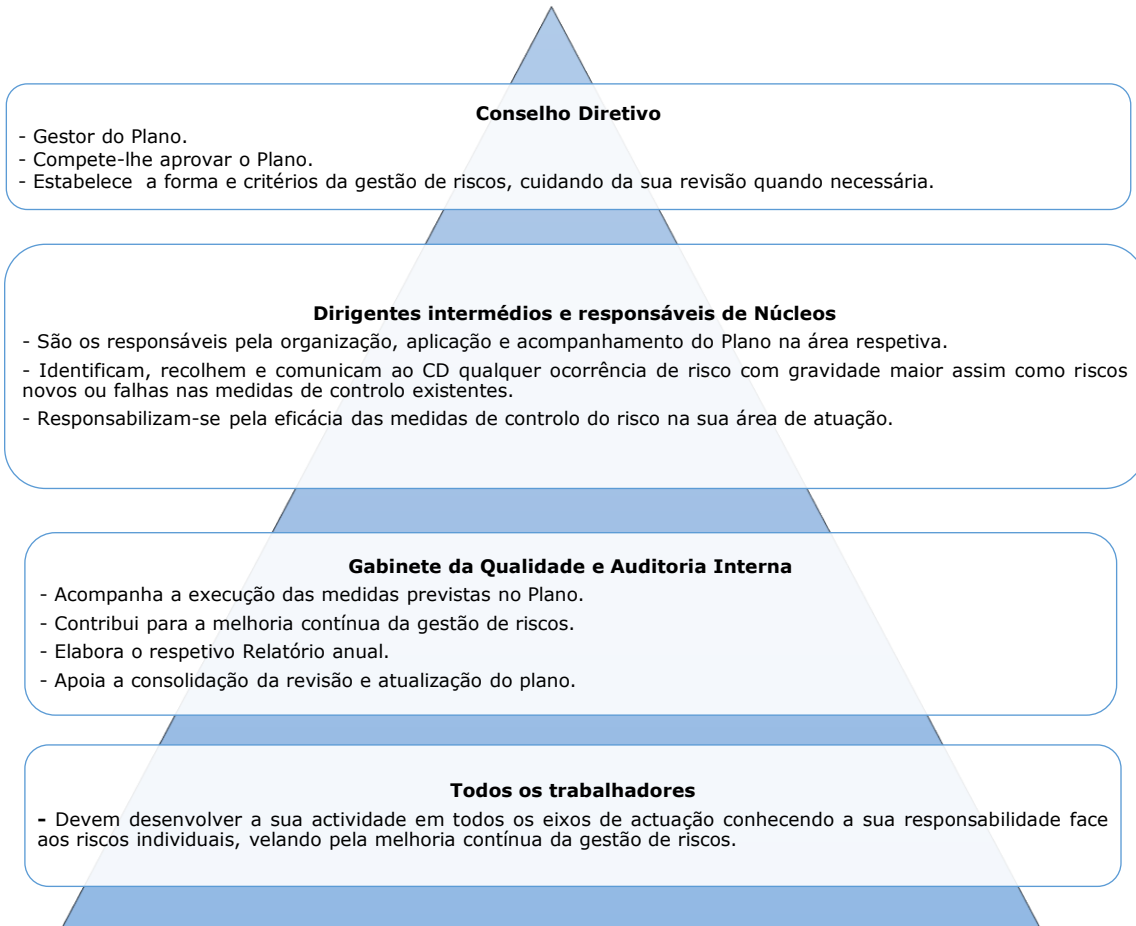 Conselho Diretivo
- Gestor do Plano.
- Compete-lhe aprovar o Plano.
- Estabelece a forma e critérios da gestão de riscos, cuidando da sua revisão quando necessária.
Dirigentes intermédios e responsáveis de Núcleos
- São os responsáveis pela organização, aplicação e acompanhamento do Plano na área respetiva.
- Identificam, recolhem e comunicam ao CD qualquer ocorrência de risco com gravidade maior assim como riscos
novos ou falhas nas medidas de controlo existentes.
- Responsabilizam-se pela eficácia das medidas de controlo do risco na sua área de atuação.
Gabinete da Qualidade e Auditoria Interna
- Acompanha a execução das medidas previstas no Plano.
- Contribui para a melhoria contínua da gestão de riscos.
- Elabora o respetivo Relatório anual.
- Apoia a consolidação da revisão e atualização do plano.
Todos os trabalhadores
- Devem desenvolver a sua actividade em todos os eixos de actuação conhecendo a sua responsabilidade face
aos riscos individuais, velando pela melhoria contínua da gestão de riscos.